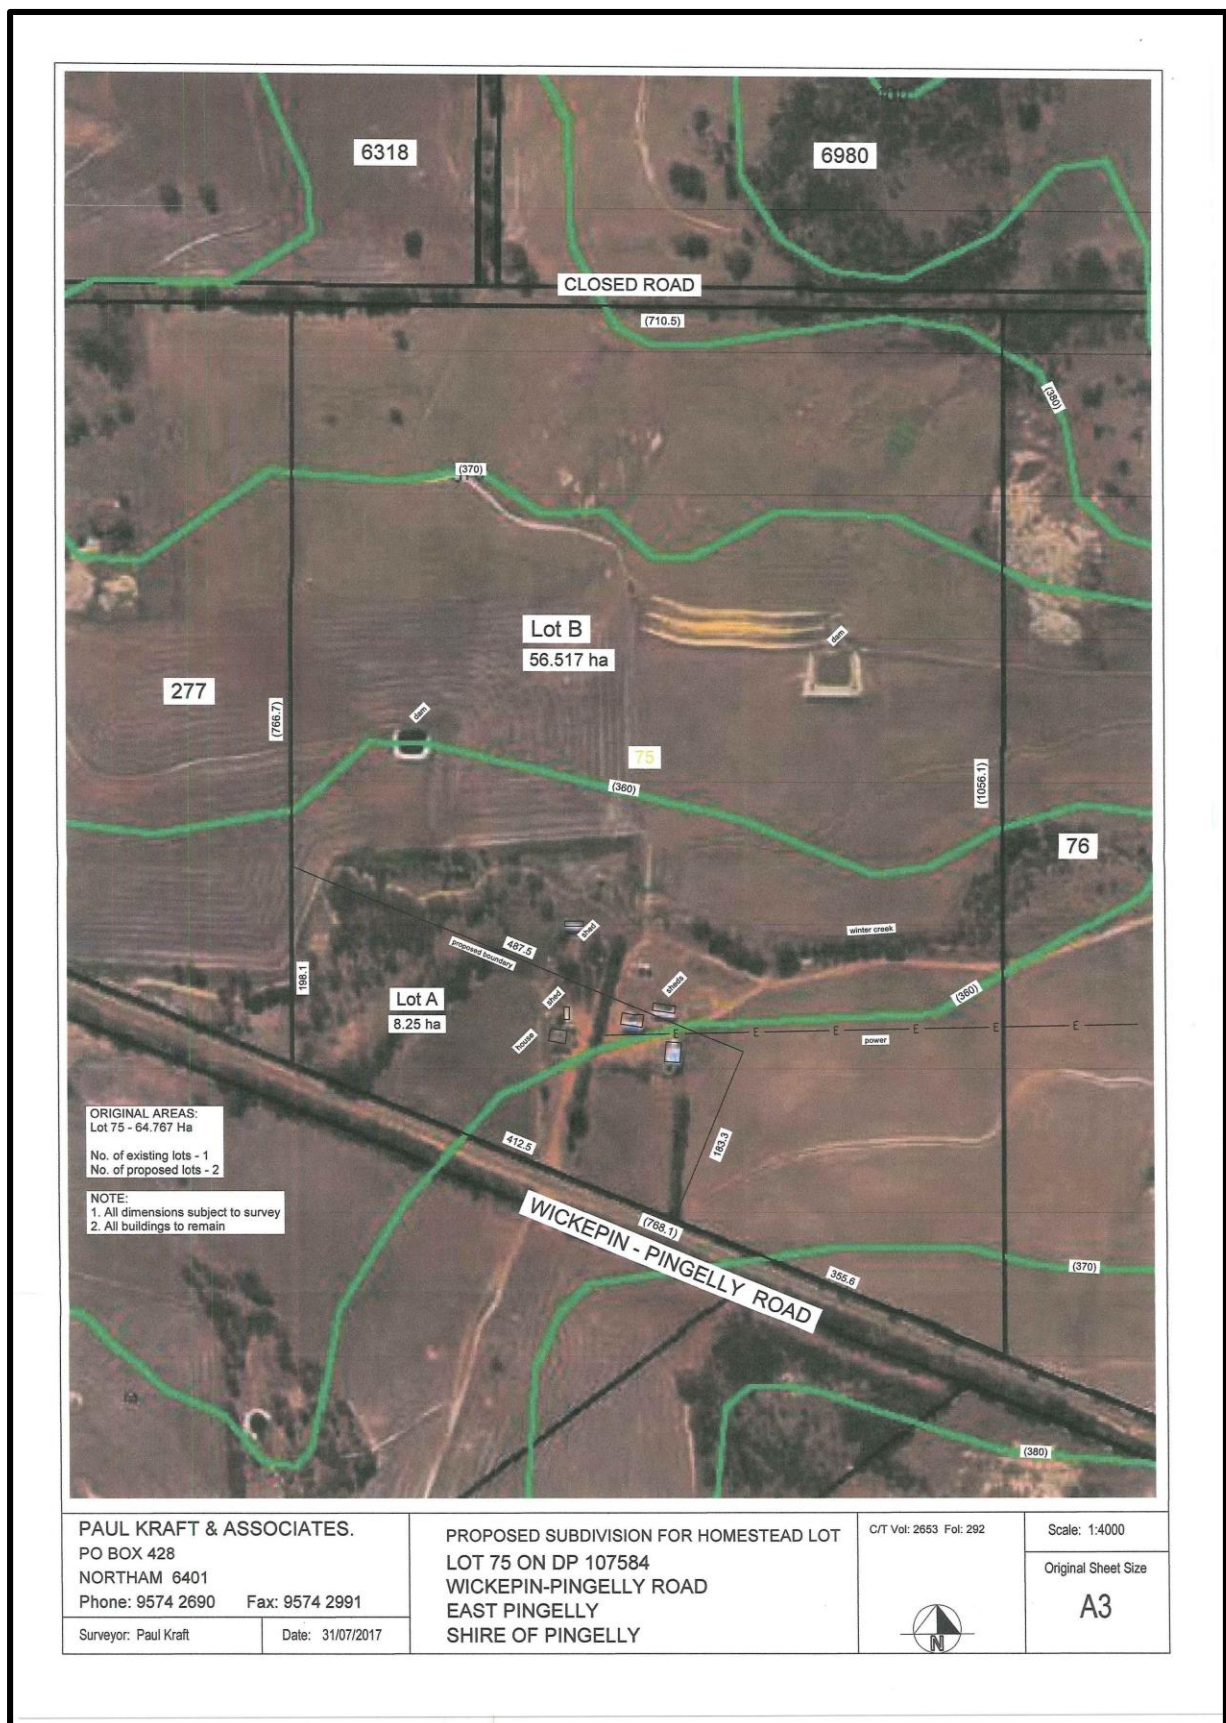 6318
6980
CLOSED ROAD
(710.5)
(380)
(370)
Lot B
56.517 ha
dam
277
(766.7)
dam
75
(360)
(1056.1)
76
winter creek
shed
487.5
proposed boundary
198.1
Lot A
8.25 ha
shed
sheds
house
(360)
E
E
E
E
E
power
ORIGINAL AREAS:
Lot 75 - 64.767 Ha
No. of existing lots - 1
No. of proposed lots - 2
NOTE:
1. All dimensions subject to survey
2. All buildings to remain
412.5
183.3
(768.1)
WICKEPIN - PINGELLY ROAD
355.6
(370)
(380)
PAUL KRAFT & ASSOCIATES.
PO BOX 428
NORTHAM 6401
Phone: 9574 2690 Fax: 9574 2991
Surveyor: Paul Kraft
Date: 31/07/2017
PROPOSED SUBDIVISION FOR HOMESTEAD LOT
LOT 75 ON DP 107584
WICKEPIN-PINGELLY ROAD
EAST PINGELLY
SHIRE OF PINGELLY
C/T Vol: 2653 Fol: 292
N
Scale: 1:4000
Original Sheet Size
A3